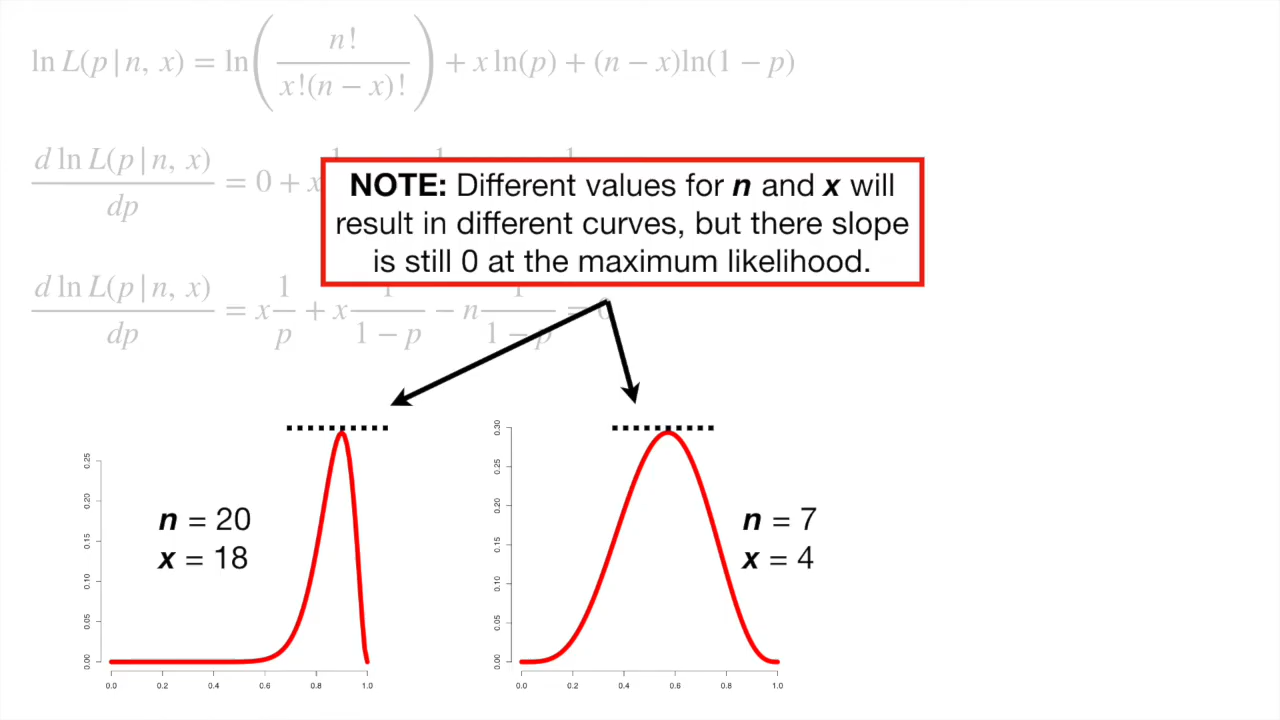 ln L(p | n, x) = ln( n! / x!(n − x)! ) + x ln(p) + (n − x)ln(1 − p)
d ln L(p | n, x) / dp = 0 + x
NOTE: Different values for n and x will
result in different curves, but there slope
is still 0 at the maximum likelihood.
d ln L(p | n, x) / dp = x 1/p + x 1/1 − p − n 1/1 − p = 0
n = 20
x = 18
0.25
0.20
0.15
0.10
0.05
0.00
0.0 0.2 0.4 0.6 0.8 1.0
n = 7
x = 4
0.30
0.25
0.20
0.15
0.10
0.05
0.00
0.0 0.2 0.4 0.6 0.8 1.0